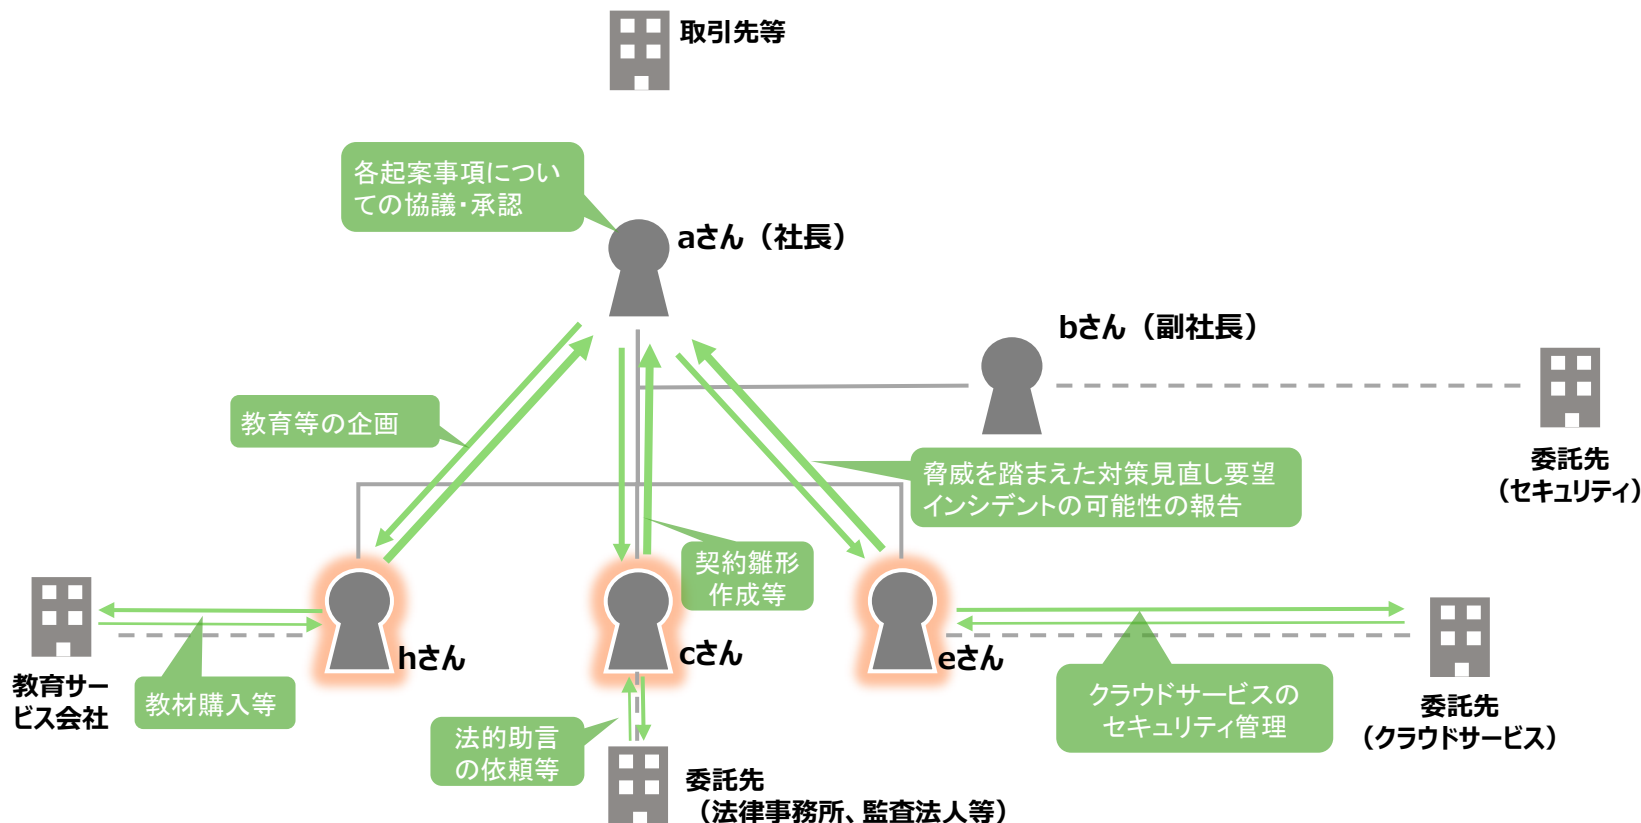 取引先等
各起案事項につい
ての協議・承認
aさん（社長）
bさん（副社長）
教育等の企画
脅威を踏まえた対策見直し要望
インシデントの可能性の報告
委託先
（セキュリティ）
契約雛形
作成等
hさん
cさん
eさん
教育サー
ビス会社
教材購入等
クラウドサービスの
セキュリティ管理
委託先
（クラウドサービス）
法的助言
の依頼等
委託先
（法律事務所、監査法人等）